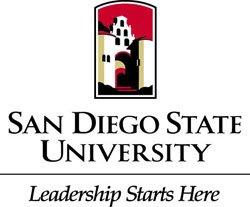 SAN DIEGO STATE
UNIVERSITY
Leadership Starts Here